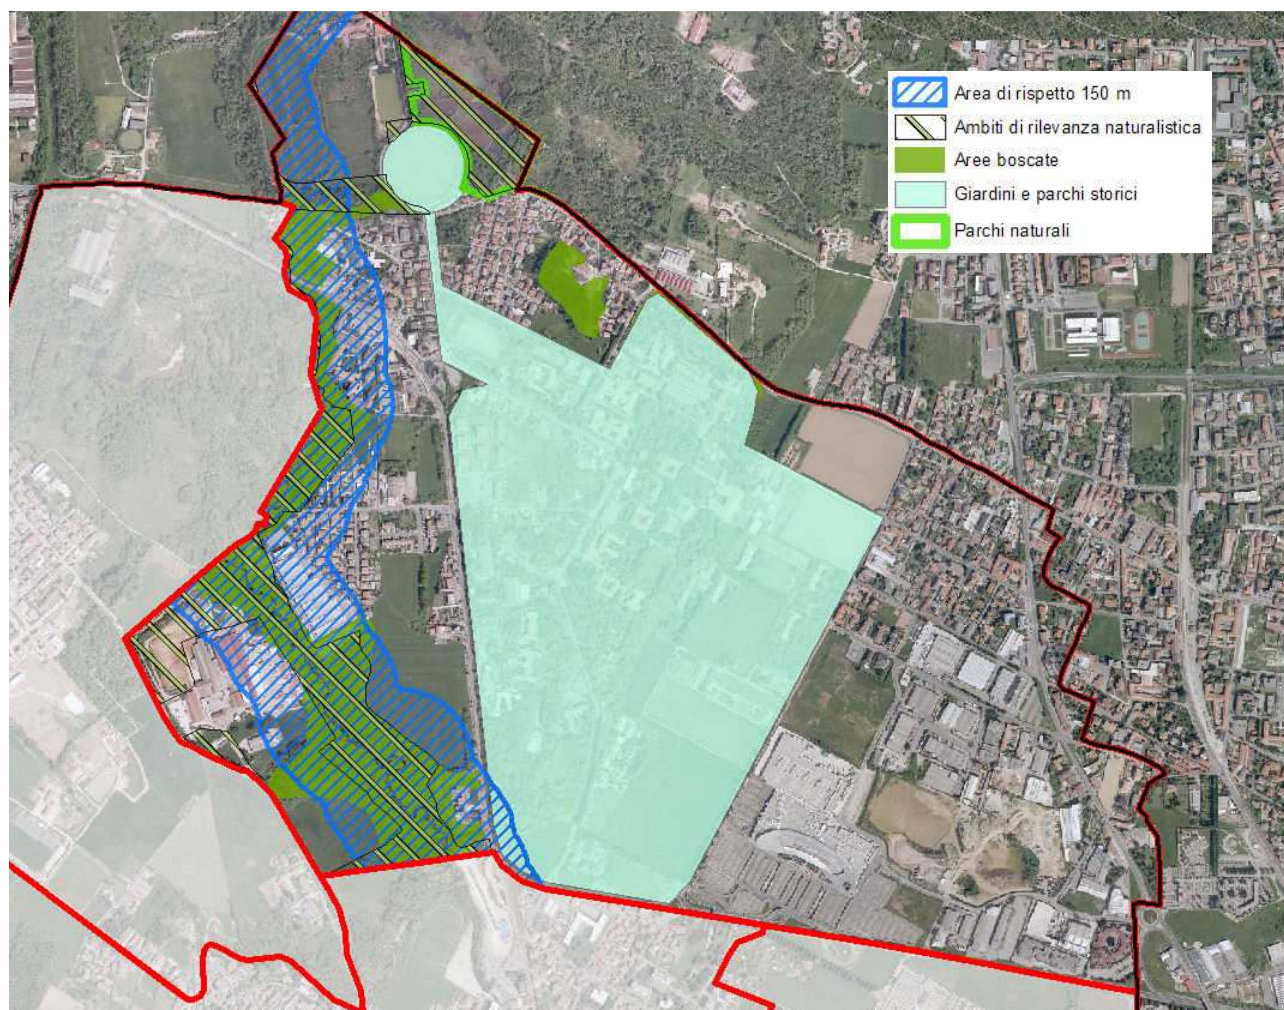 Area di rispetto 150 m
Ambiti di rilevanza naturalistica
Aree boscate
Giardini e parchi storici
Parchi naturali